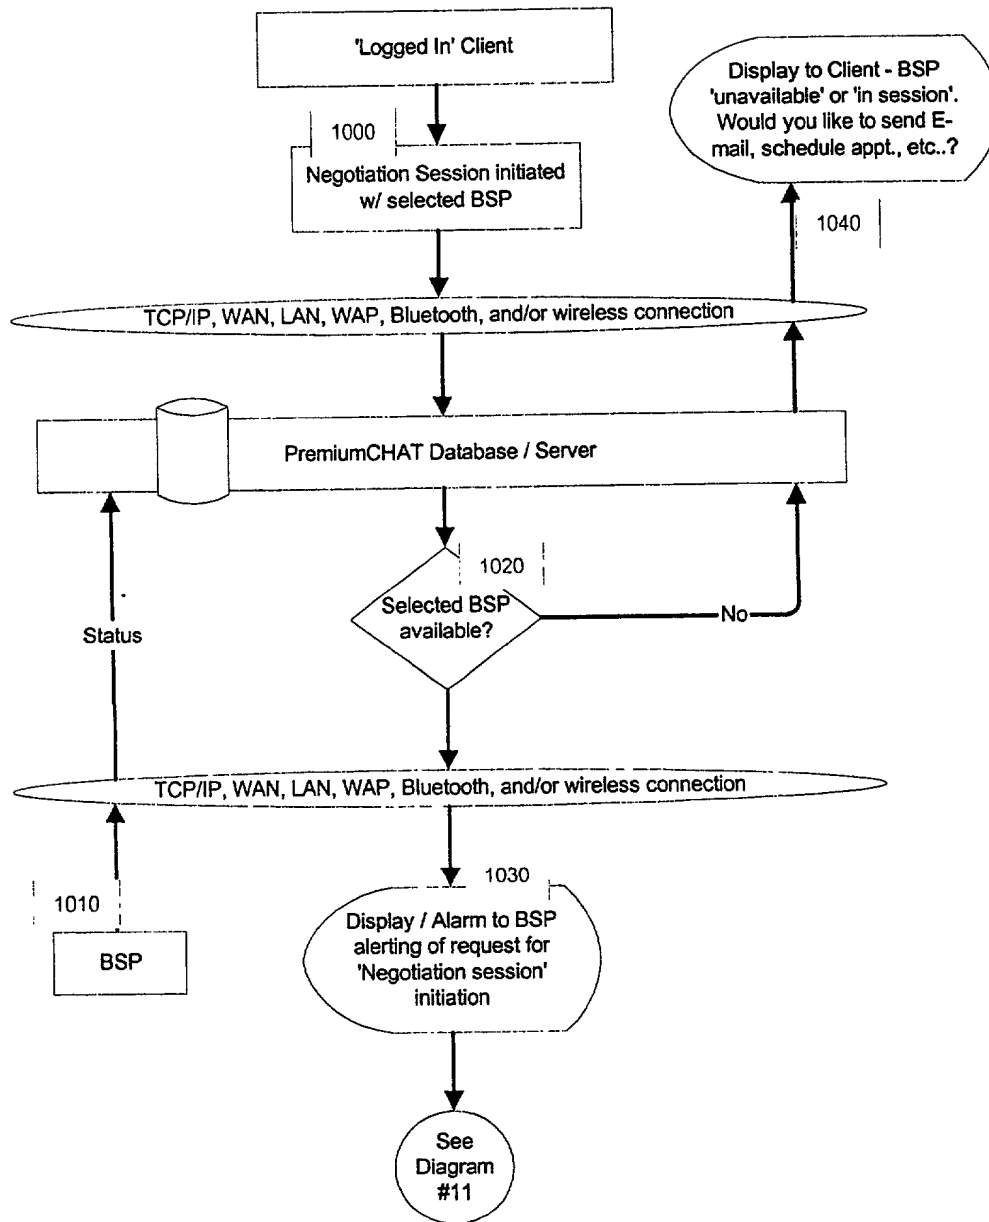 'Logged In' Client
Display to Client - BSP
'unavailable' or 'in session'.
Would you like to send E-
mail, schedule appt., etc..?
1000
Negotiation Session initiated
w/ selected BSP
1040
TCP/IP, WAN, LAN, WAP, Bluetooth, and/or wireless connection
PremiumCHAT Database / Server
1020
Selected BSP
available?
No
Status
TCP/IP, WAN, LAN, WAP, Bluetooth, and/or wireless connection
1030
1010
BSP
Display / Alarm to BSP
alerting of request for
'Negotiation session'
initiation
See
Diagram
#11